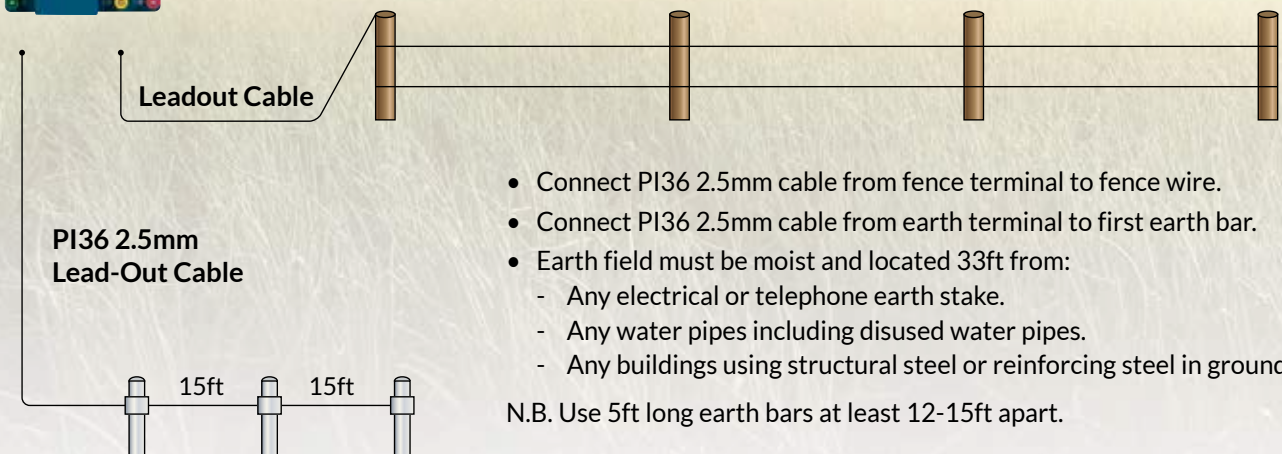 Leadout Cable
• Connect PI36 2.5mm cable from fence terminal to fence wire.
• Connect PI36 2.5mm cable from earth terminal to first earth bar.
PI36 2.5mm
Lead-Out Cable
• Earth field must be moist and located 33ft from:
- Any electrical or telephone earth stake.
- Any water pipes including disused water pipes.
- Any buildings using structural steel or reinforcing steel in ground
15ft 15ft
N.B. Use 5ft long earth bars at least 12-15ft apart.